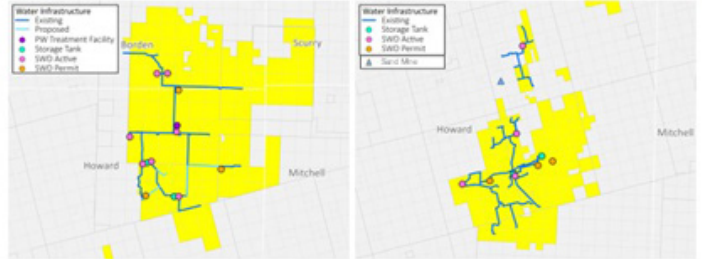 Water Infrastructure
Existing
Proposed
PW Treatment Facility
Storage Tank
SWD Active
SWD Permit
Borden
Scurry
Howard
Mitchell
Water Infrastructure
Existing
Storage Tank
SWD Active
SWD Permit
Sand Mine
Howard
Mitchell